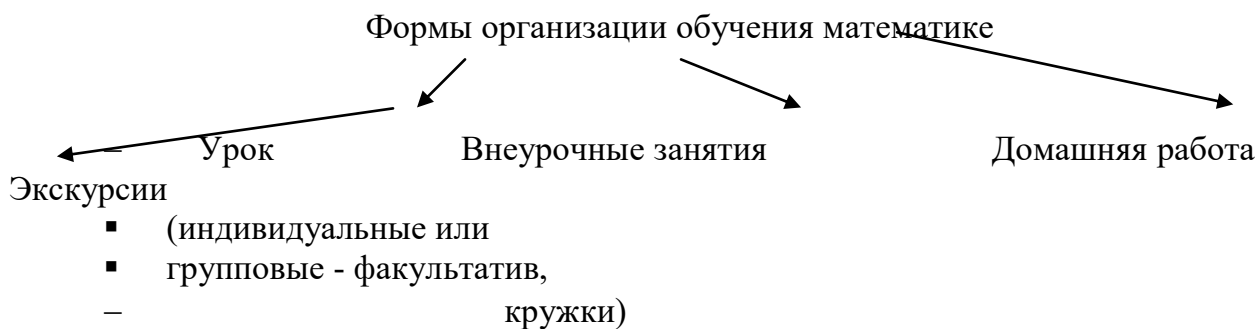 Формы организации обучения математике
– Урок Внеурочные занятия Домашняя работа
Экскурсии
▪ (индивидуальные или
▪ групповые - факультатив,
– кружки)